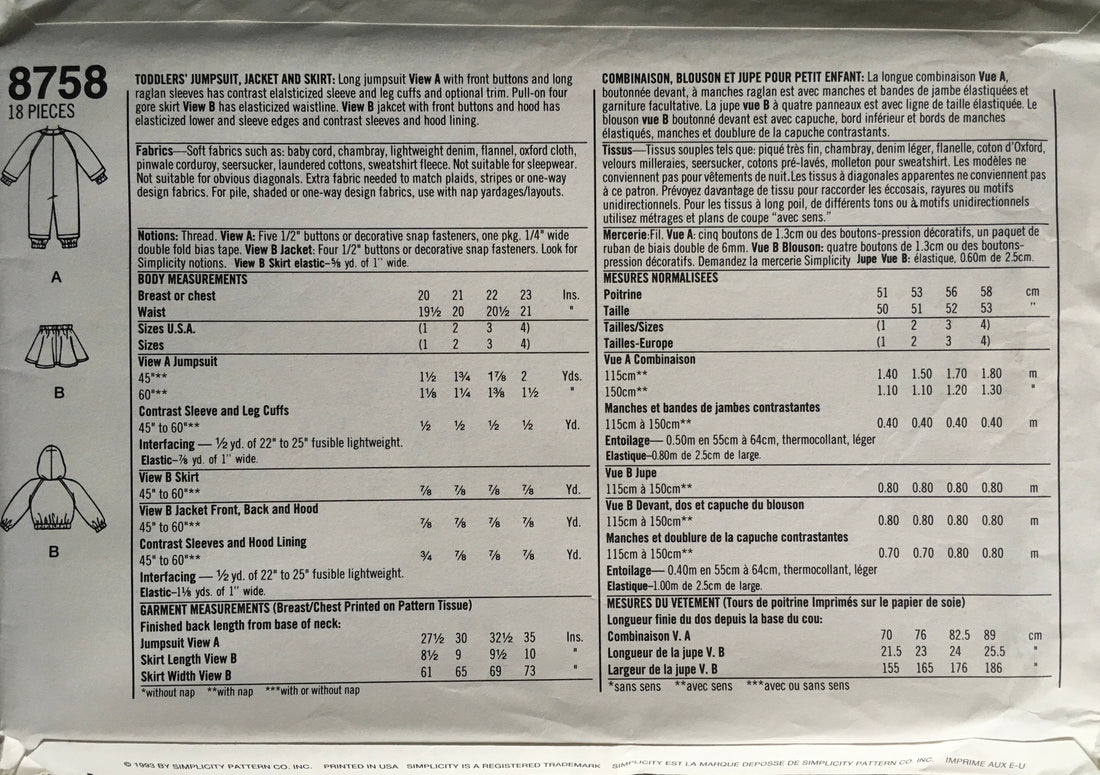 8758
18 PIECES
A
B
B
TODDLERS' JUMPSUIT, JACKET AND SKIRT: Long jumpsuit View A with front buttons and long
raglan sleeves has contrast elalsticized sleeve and leg cuffs and optional trim. Pull-on four
gore skirt View B has elasticized waistline. View B jakcet with front buttons and hood has
elasticized lower and sleeve edges and contrast sleeves and hood lining.
Fabrics—Soft fabrics such as: baby cord, chambray, lightweight denim, flannel, oxford cloth,
pinwale corduroy, seersucker, laundered cottons, sweatshirt fleece. Not suitable for sleepwear.
Not suitable for obvious diagonals. Extra fabric needed to match plaids, stripes or one-way
design fabrics. For pile, shaded or one-way design fabrics, use with nap yardages/layouts.
Notions: Thread. View A: Five 1/2" buttons or decorative snap fasteners, one pkg. 1/4" wide
double fold bias tape. View B Jacket: Four 1/2" buttons or decorative snap fasteners. Look for
Simplicity notions. View B Skirt elastic–⅝ yd. of 1" wide.
BODY MEASUREMENTS
Breast or chest 20 21 22 23 Ins.
Waist 19½ 20 20½ 21 "
Sizes U.S.A. (1 2 3 4)
Sizes (1 2 3 4)
View A Jumpsuit
45"** 1½ 1¾ 1⅞ 2 Yds.
60"** 1⅛ 1¼ 1⅜ 1½ "
Contrast Sleeve and Leg Cuffs
45" to 60"** ½ ½ ½ ½ Yd.
Interfacing — ½ yd. of 22" to 25" fusible lightweight.
Elastic–⅞ yd. of 1" wide.
View B Skirt
45" to 60"** ⅞ ⅞ ⅞ ⅞ Yd.
View B Jacket Front, Back and Hood
45" to 60"** ⅞ ⅞ ⅞ ⅞ Yd.
Contrast Sleeves and Hood Lining
45" to 60"** ¾ ⅞ ⅞ ⅞ Yd.
Interfacing — ½ yd. of 22" to 25" fusible lightweight.
Elastic–1⅛ yds. of 1" wide.
GARMENT MEASUREMENTS (Breast/Chest Printed on Pattern Tissue)
Finished back length from base of neck:
Jumpsuit View A 27½ 30 32½ 35 Ins.
Skirt Length View B 8½ 9 9½ 10 "
Skirt Width View B 61 65 69 73 "
*without nap **with nap ***with or without nap
COMBINAISON, BLOUSON ET JUPE POUR PETIT ENFANT: La longue combinaison Vue A,
boutonnée devant, à manches raglan est avec manches et bandes de jambe élastiquées et
garniture facultative. La jupe vue B à quatre panneaux est avec ligne de taille élastiquée. Le
blouson vue B boutonné devant est avec capuche, bord inférieur et bords de manches
élastiqués, manches et doublure de la capuche contrastants.
Tissus—Tissus souples tels que: piqué très fin, chambray, denim léger, flanelle, coton d'Oxford,
velours milleraies, seersucker, cotons pré-lavés, molleton pour sweatshirt. Les modèles ne
conviennent pas pour vêtements de nuit.Les tissus à diagonales apparentes ne conviennent pas
à ce patron. Prévoyez davantage de tissu pour raccorder les éccosais, rayures ou motifs
unidirectionnels. Pour les tissus à long poil, de différents tons ou à motifs unidirectionnels
utilisez métrages et plans de coupe "avec sens."
Mercerie:Fil. Vue A: cinq boutons de 1.3cm ou des boutons-pression décoratifs, un paquet de
ruban de biais double de 6mm. Vue B Blouson: quatre boutons de 1.3cm ou des boutons-
pression décoratifs. Demandez la mercerie Simplicity Jupe Vue B: élastique, 0.60m de 2.5cm.
MESURES NORMALISEES
Poitrine 51 53 56 58 cm
Taille 50 51 52 53 "
Tailles/Sizes (1 2 3 4)
Tailles-Europe (1 2 3 4)
Vue A Combinaison
115cm** 1.40 1.50 1.70 1.80 m
150cm** 1.10 1.10 1.20 1.30 "
Manches et bandes de jambes contrastantes
115cm à 150cm** 0.40 0.40 0.40 0.40 m
Entoilage— 0.50m en 55cm à 64cm, thermocollant, léger
Elastique–0.80m de 2.5cm de large.
Vue B Jupe
115cm à 150cm** 0.80 0.80 0.80 0.80 m
Vue B Devant, dos et capuche du blouson
115cm à 150cm** 0.80 0.80 0.80 0.80 m
Manches et doublure de la capuche contrastantes
115cm à 150cm** 0.70 0.70 0.80 0.80 m
Entoilage— 0.40m en 55cm à 64cm, thermocollant, léger
Elastique–1.00m de 2.5cm de large.
MESURES DU VETEMENT (Tours de poitrine Imprimés sur le papier de soie)
Longueur finie du dos depuis la base du cou:
Combinaison V. A 70 76 82.5 89 cm
Longueur de la jupe V. B 21.5 23 24 25.5 "
Largeur de la jupe V. B 155 165 176 186 "
*sans sens **avec sens ***avec ou sans sens
© 1993 BY SIMPLICITY PATTERN CO. INC. PRINTED IN USA SIMPLICITY IS A REGISTERED TRADEMARK SIMPLICITY EST LA MARQUE DEPOSSE DE SIMPLICITY PATTERN CO. INC. IMPRIME AUX E-U